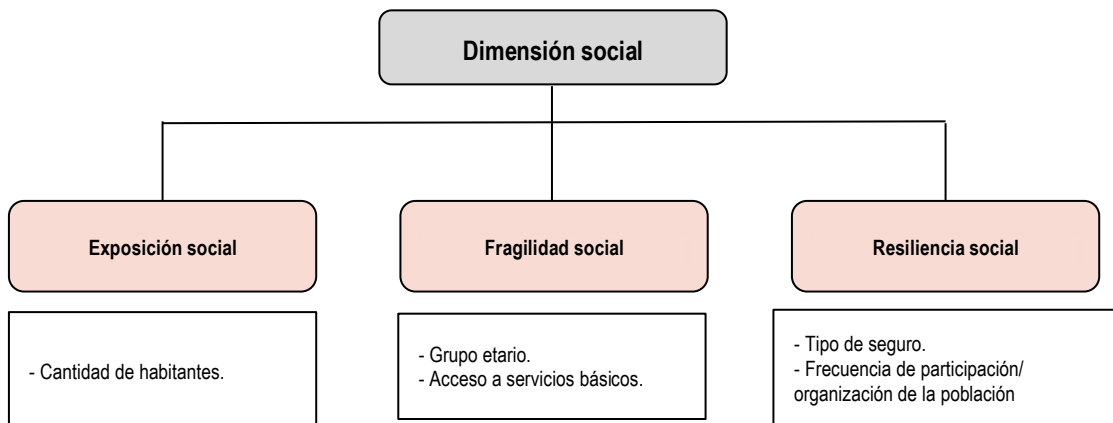 Dimensión social
Exposición social
Fragilidad social
Resiliencia social
- Cantidad de habitantes.
- Grupo etario.
- Acceso a servicios básicos.
- Tipo de seguro.
- Frecuencia de participación/
organización de la población